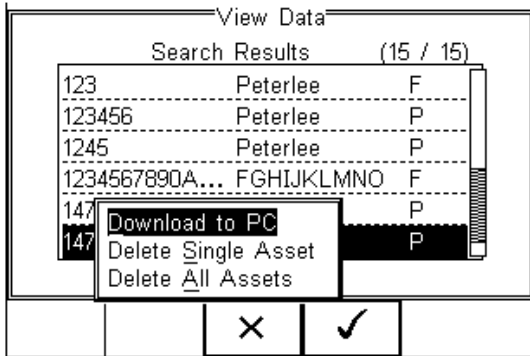 View Data
Search Results (15 / 15)
123 Peterlee F
123456 Peterlee P
1245 Peterlee P
1234567890A... FGHIJKLMNO F
147 P
147 P
Download to PC
Delete Single Asset
Delete All Assets